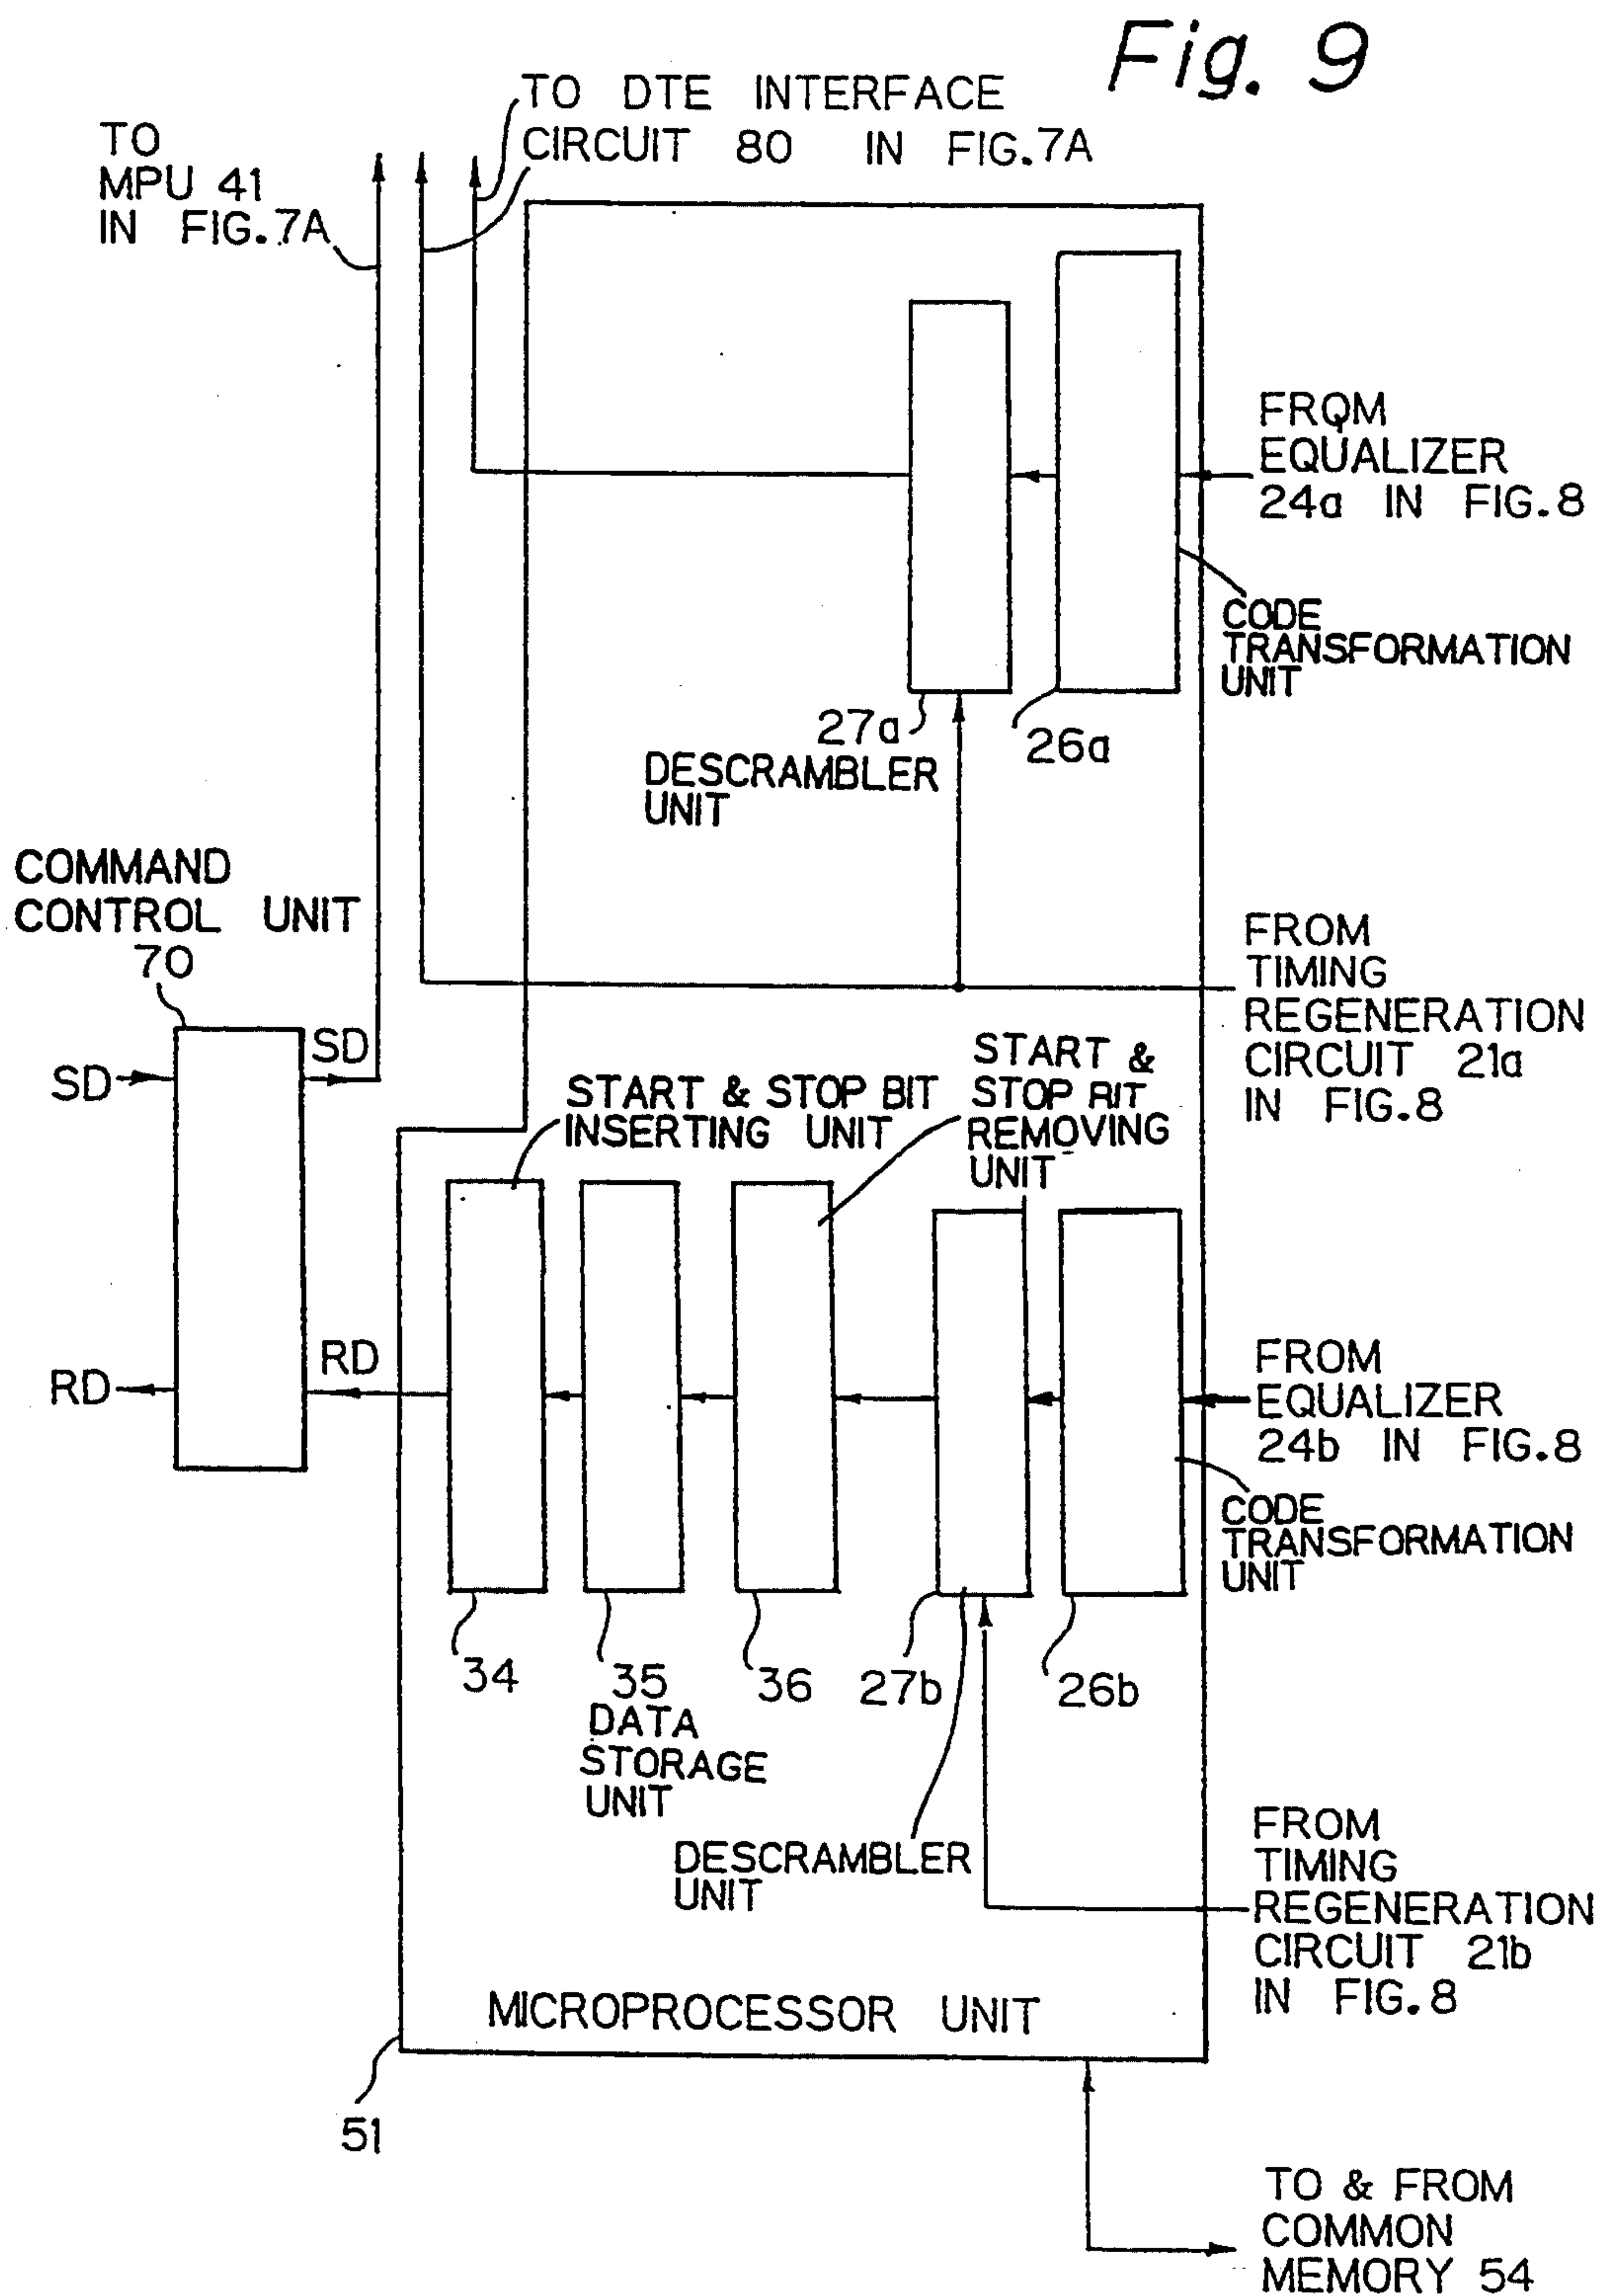 Fig. 9
TO DTE INTERFACE
CIRCUIT 80 IN FIG.7A
TO
MPU 41
IN FIG.7A
FROM
EQUALIZER
24a IN FIG.8
CODE
TRANSFORMATION
UNIT
27a
DESCRAMBLER
UNIT
26a
COMMAND
CONTROL UNIT
70
FROM
TIMING
REGENERATION
CIRCUIT 21a
IN FIG.8
SD
SD
START & STOP BIT
INSERTING UNIT
START &
STOP BIT
REMOVING
UNIT
RD
RD
FROM
EQUALIZER
24b IN FIG.8
CODE
TRANSFORMATION
UNIT
34
35
DATA
STORAGE
UNIT
36
27b
26b
DESCRAMBLER
UNIT
FROM
TIMING
REGENERATION
CIRCUIT 21b
IN FIG.8
MICROPROCESSOR UNIT
51
TO & FROM
COMMON
MEMORY 54